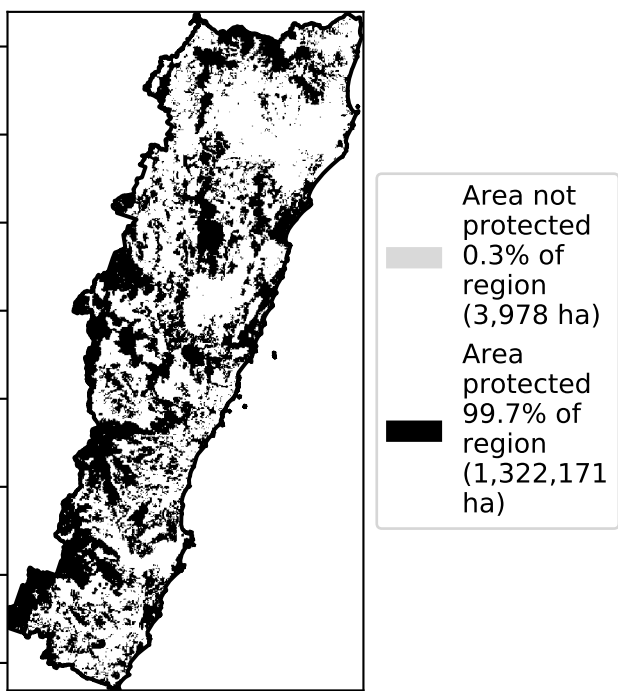 Area not
protected
0.3% of
region
(3,978 ha)
Area
protected
99.7% of
region
(1,322,171
ha)